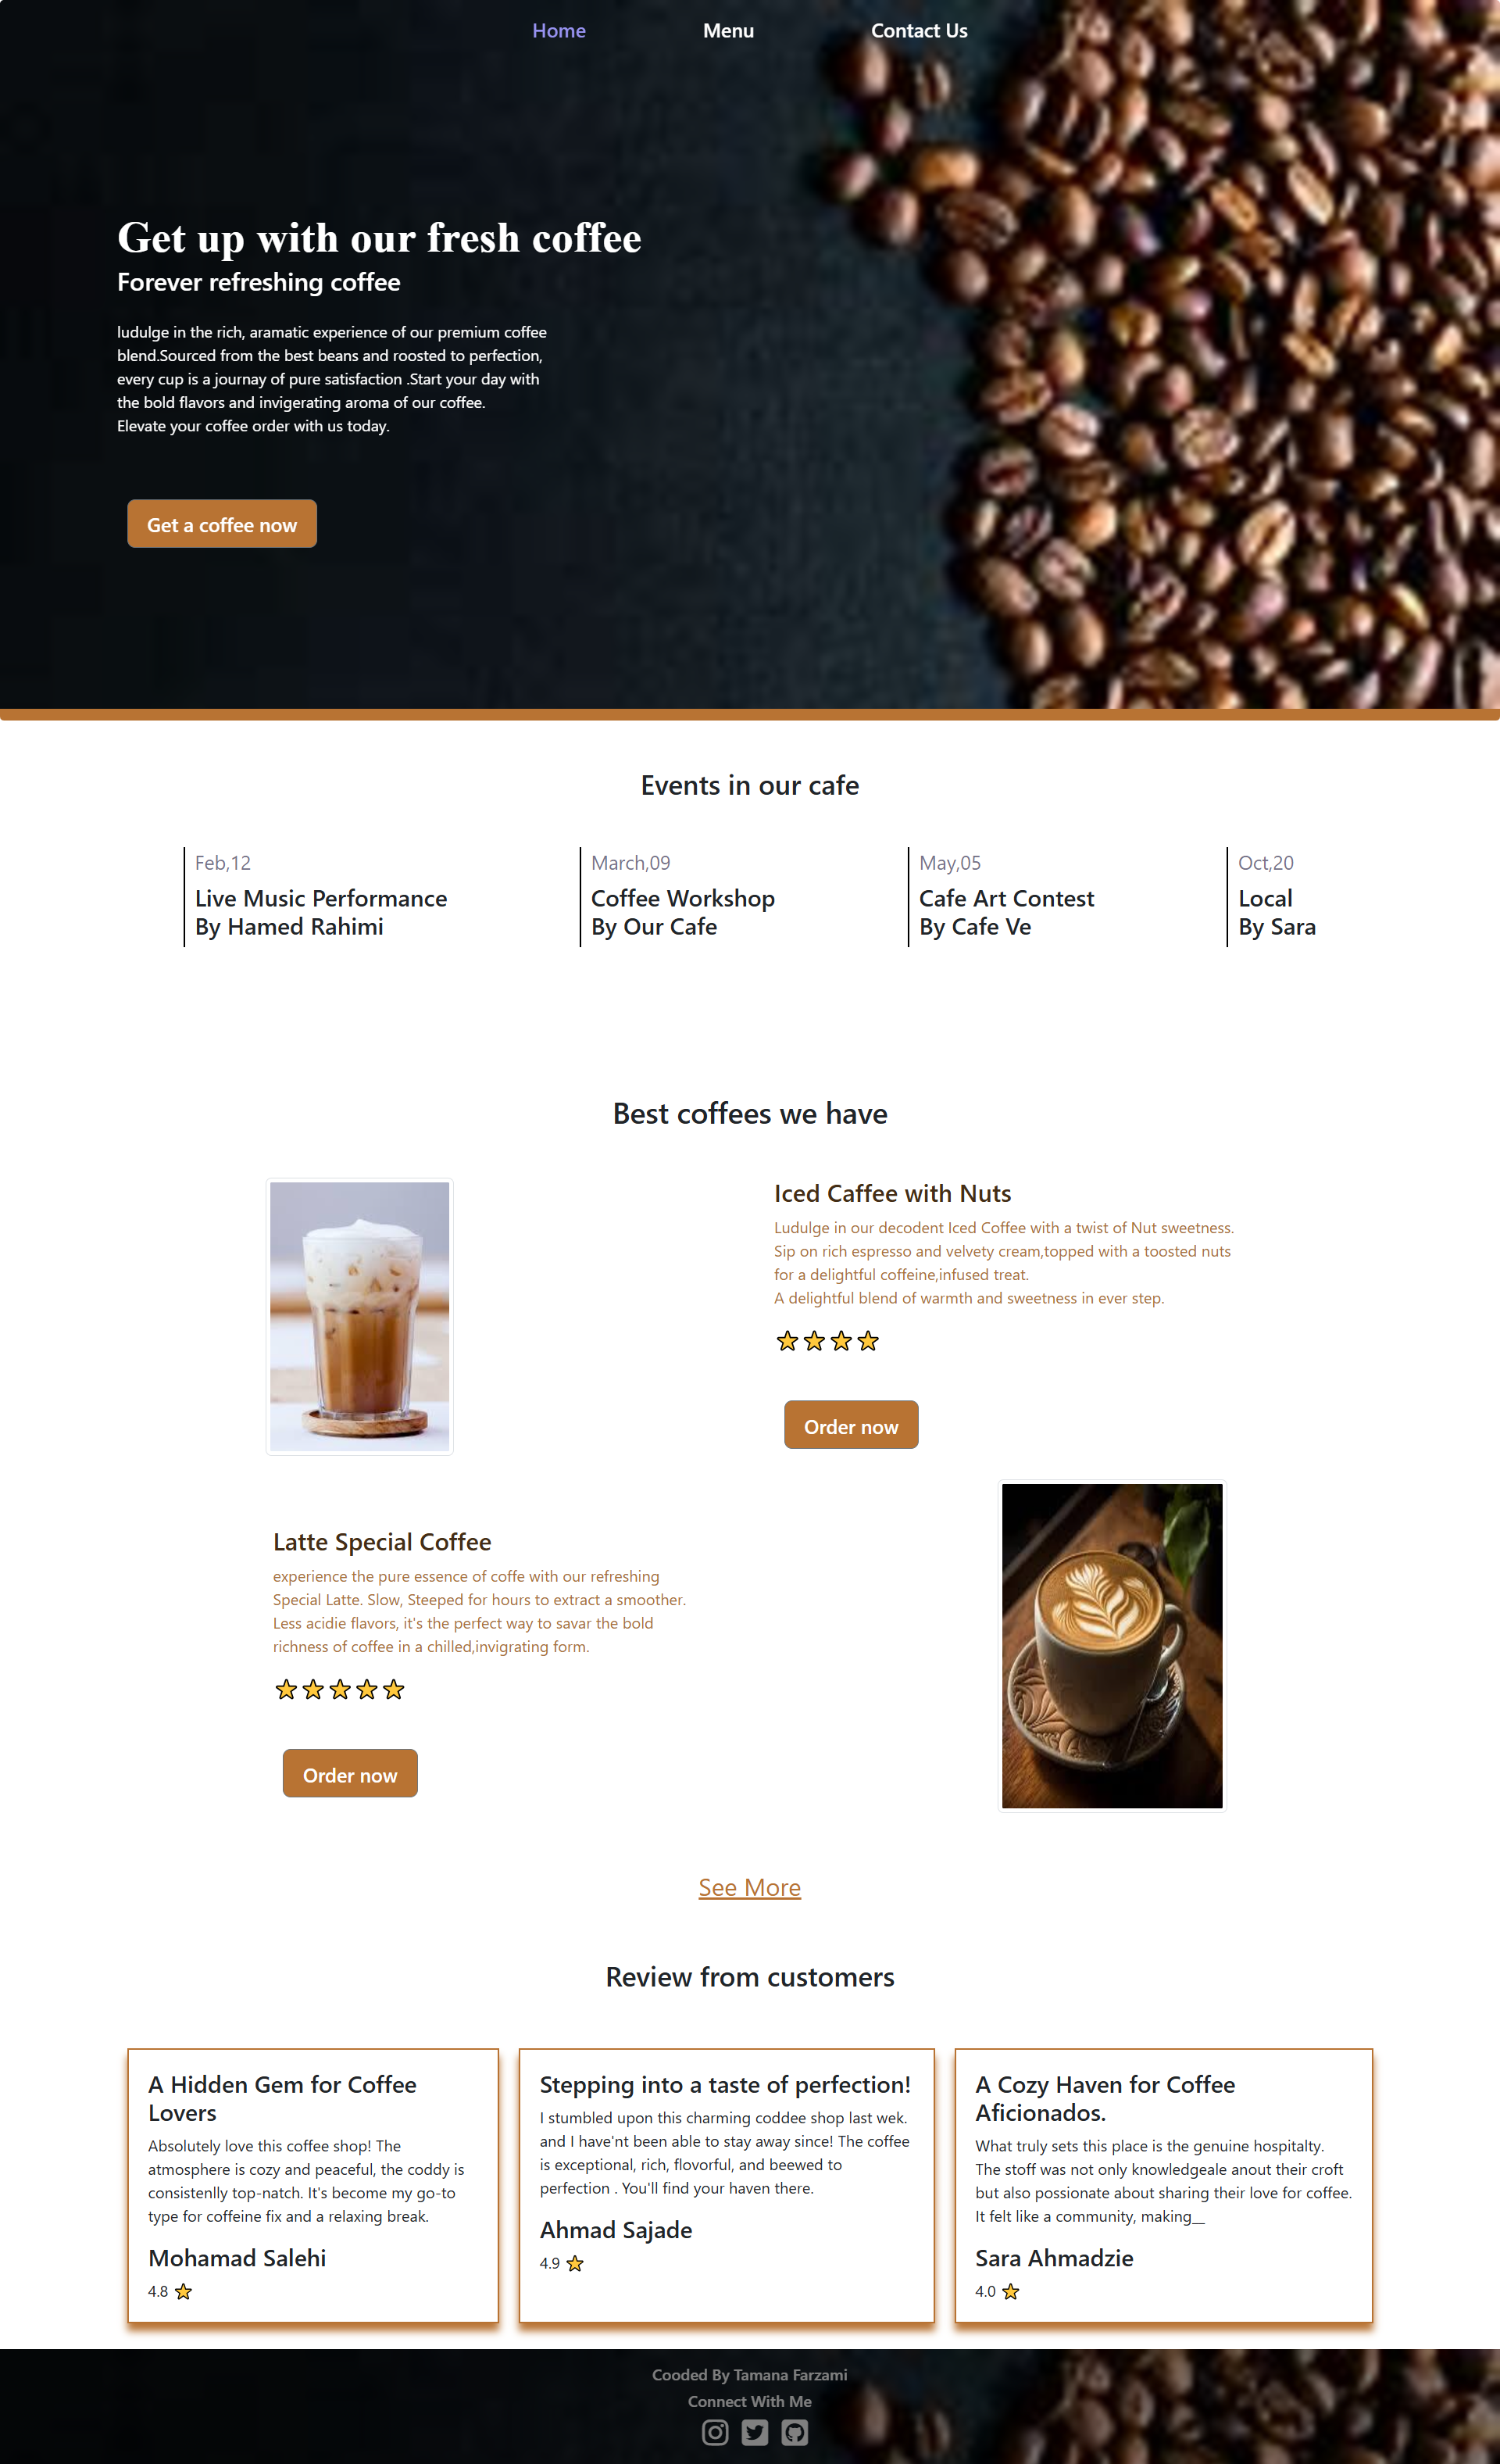 Home Menu Contact Us
Get up with our fresh coffee
Forever refreshing coffee
ludulge in the rich, aramatic experience of our premium coffee
blend.Sourced from the best beans and roosted to perfection,
every cup is a journay of pure satisfaction .Start your day with
the bold flavors and invigerating aroma of our coffee.
Elevate your coffee order with us today.
Get a coffee now
Events in our cafe
Feb,12
Live Music Performance
By Hamed Rahimi
March,09
Coffee Workshop
By Our Cafe
May,05
Cafe Art Contest
By Cafe Ve
Oct,20
Local
By Sara
Best coffees we have
Iced Caffee with Nuts
Ludulge in our decodent Iced Coffee with a twist of Nut sweetness.
Sip on rich espresso and velvety cream,topped with a toosted nuts
for a delightful coffeine,infused treat.
A delightful blend of warmth and sweetness in ever step.
Order now
Latte Special Coffee
experience the pure essence of coffe with our refreshing
Special Latte. Slow, Steeped for hours to extract a smoother.
Less acidie flavors, it's the perfect way to savar the bold
richness of coffee in a chilled,invigrating form.
Order now
See More
Review from customers
A Hidden Gem for Coffee
Lovers
Absolutely love this coffee shop! The
atmosphere is cozy and peaceful, the coddy is
consistenlly top-natch. It's become my go-to
type for coffeine fix and a relaxing break.
Mohamad Salehi
4.8
Stepping into a taste of perfection!
I stumbled upon this charming coddee shop last wek.
and I have'nt been able to stay away since! The coffee
is exceptional, rich, flovorful, and beewed to
perfection . You'll find your haven there.
Ahmad Sajade
4.9
A Cozy Haven for Coffee
Aficionados.
What truly sets this place is the genuine hospitalty.
The stoff was not only knowledgeale anout their croft
but also possionate about sharing their love for coffee.
It felt like a community, making__
Sara Ahmadzie
4.0
Cooded By Tamana Farzami
Connect With Me